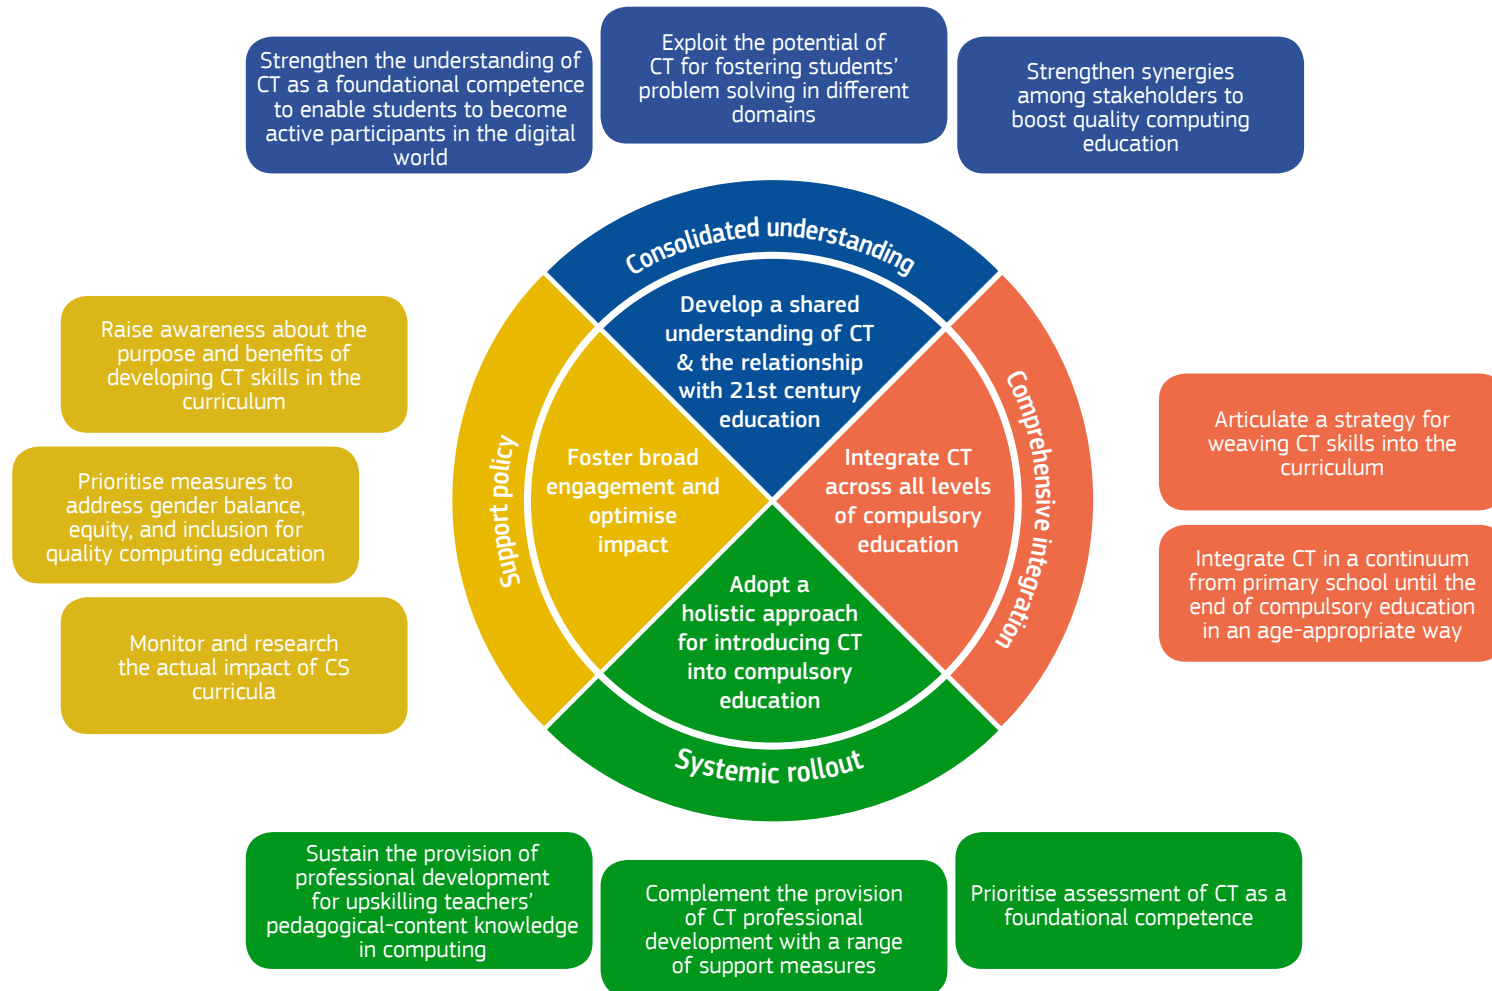 Strengthen the understanding of
CT as a foundational competence
to enable students to become
active participants in the digital
world
Exploit the potential of
CT for fostering students'
problem solving in different
domains
Strengthen synergies
among stakeholders to
boost quality computing
education
Consolidated understanding
Develop a shared
understanding of CT
& the relationship
with 21st century
education
Raise awareness about the
purpose and benefits of
developing CT skills in the
curriculum
Prioritise measures to
address gender balance,
equity, and inclusion for
quality computing education
Monitor and research
the actual impact of CS
curricula
Support policy
Foster broad
engagement and
optimise
impact
Integrate CT
across all levels
of compulsory
education
Comprehensive integration
Articulate a strategy for
weaving CT skills into the
curriculum
Integrate CT in a continuum
from primary school until the
end of compulsory education
in an age-appropriate way
Adopt a
holistic approach
for introducing CT
into compulsory
education
Systemic rollout
Sustain the provision of
professional development
for upskilling teachers'
pedagogical-content knowledge
in computing
Complement the provision
of CT professional
development with a range
of support measures
Prioritise assessment of CT as a
foundational competence